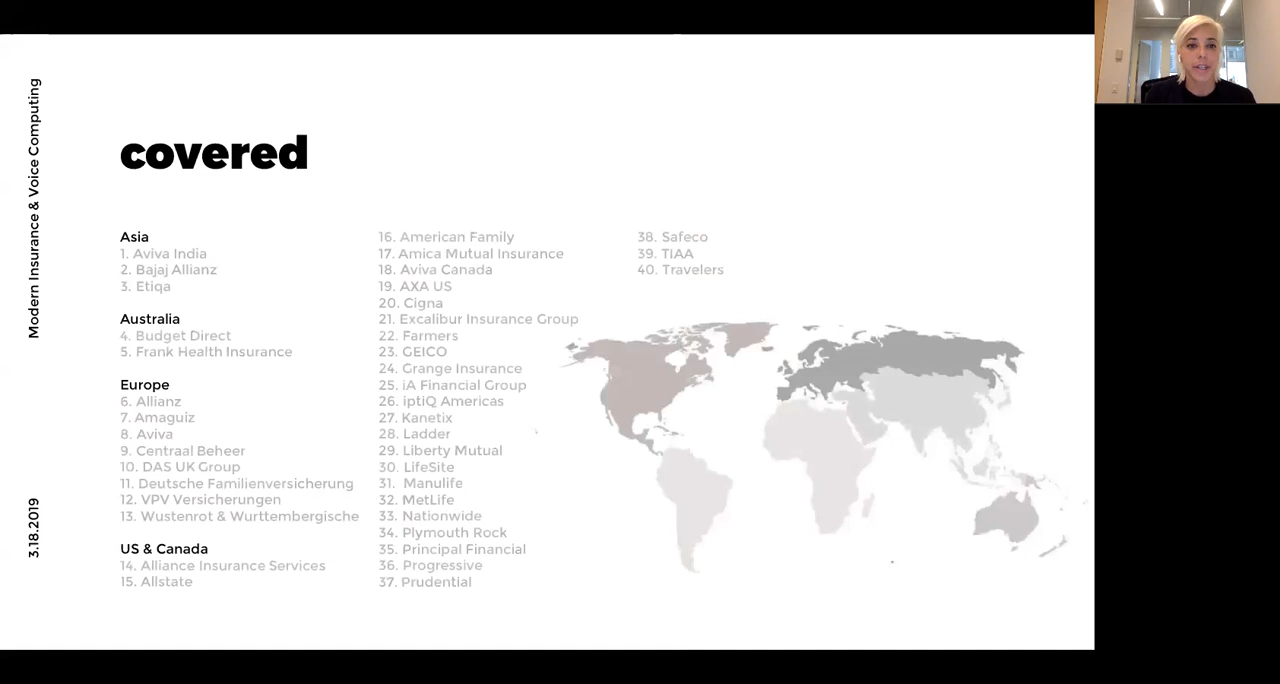 Modern Insurance & Voice Computing
3.18.2019
covered
Asia
1. Aviva India
2. Bajaj Allianz
3. Etiqa
Australia
4. Budget Direct
5. Frank Health Insurance
Europe
6. Allianz
7. Amaguiz
8. Aviva
9. Centraal Beheer
10. DAS UK Group
11. Deutsche Familienversicherung
12. VPV Versicherungen
13. Wustenrot & Wurttembergische
US & Canada
14. Alliance Insurance Services
15. Allstate
16. American Family
17. Amica Mutual Insurance
18. Aviva Canada
19. AXA US
20. Cigna
21. Excalibur Insurance Group
22. Farmers
23. GEICO
24. Grange Insurance
25. iA Financial Group
26. iptiQ Americas
27. Kanetix
28. Ladder
29. Liberty Mutual
30. LifeSite
31. Manulife
32. MetLife
33. Nationwide
34. Plymouth Rock
35. Principal Financial
36. Progressive
37. Prudential
38. Safeco
39. TIAA
40. Travelers